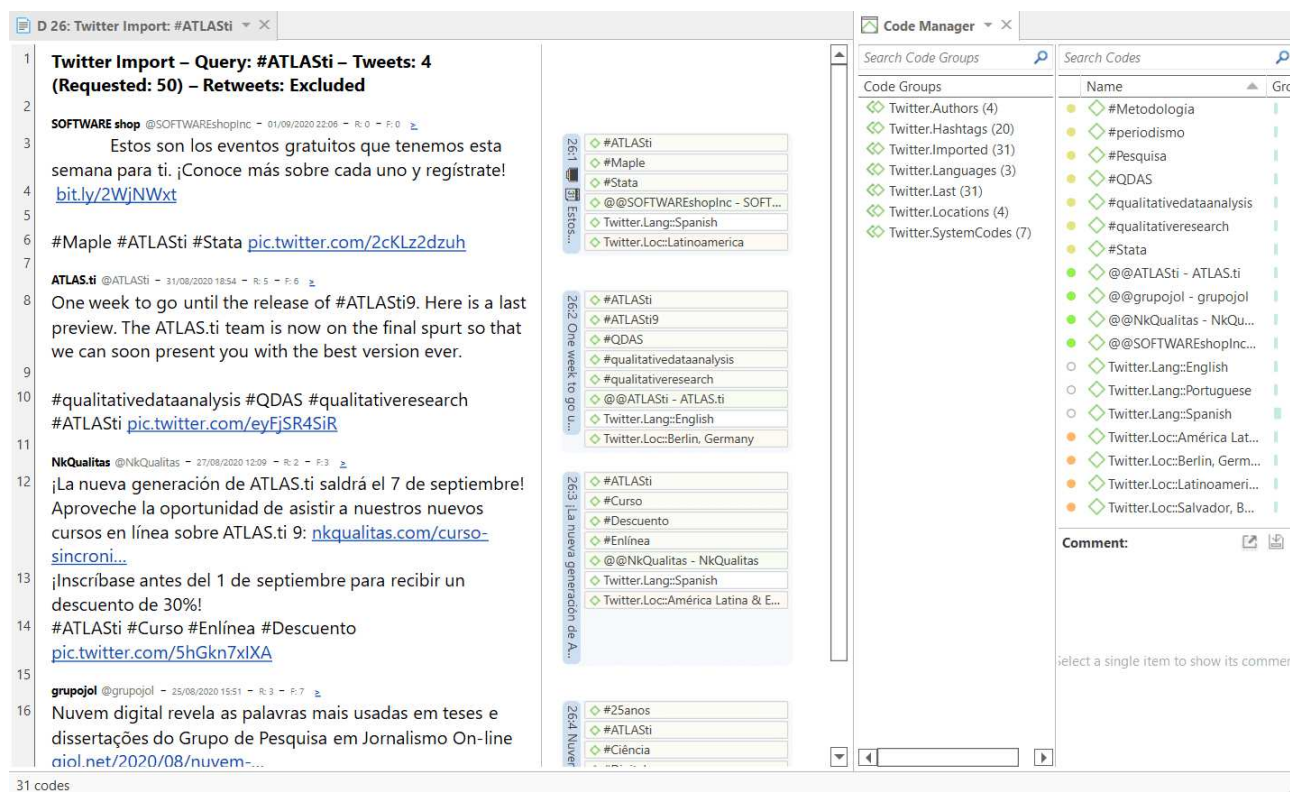 D 26: Twitter Import: #ATLASti
1
Twitter Import – Query: #ATLASti – Tweets: 4
(Requested: 50) – Retweets: Excluded
2
SOFTWARE shop @SOFTWAREshopInc - 01/09/2020 22:06 - R: 0 - F: 0 >
3
Estos son los eventos gratuitos que tenemos esta
semana para ti. ¡Conoce más sobre cada uno y regístrate!
4
bit.ly/2WjNWxt
5
6
#Maple #ATLASti #Stata pic.twitter.com/2cKLz2dzuh
7
ATLAS.ti @ATLASti - 31/08/2020 18:54 - R: 5 - F: 6 >
8
One week to go until the release of #ATLASti9. Here is a last
preview. The ATLAS.ti team is now on the final spurt so that
we can soon present you with the best version ever.
9
10
#qualitativedataanalysis #QDAS #qualitativeresearch
#ATLASti pic.twitter.com/eyFjSR4SiR
11
NkQualitas @NkQualitas - 27/08/2020 12:09 - R: 2 - F: 3 >
12
¡La nueva generación de ATLAS.ti saldrá el 7 de septiembre!
Aproveche la oportunidad de asistir a nuestros nuevos
cursos en línea sobre ATLAS.ti 9: nkqualitas.com/curso-
sincroni...
13
¡Inscríbase antes del 1 de septiembre para recibir un
descuento de 30%!
14
#ATLASti #Curso #Enlínea #Descuento
pic.twitter.com/5hGkn7xIXA
15
grupojol @grupojol - 25/08/2020 15:51 - R: 3 - F: 7 >
16
Nuvem digital revela as palavras mais usadas em teses e
dissertações do Grupo de Pesquisa em Jornalismo On-line
gjol.net/2020/08/nuvem-...
26:1 Estos...
#ATLASti
#Maple
#Stata
@@SOFTWAREshopInc - SOFT...
Twitter.Lang::Spanish
Twitter.Loc::Latinoamerica
26:2 One week to go u...
#ATLASti
#ATLASti9
#QDAS
#qualitativedataanalysis
#qualitativeresearch
@@ATLASti - ATLAS.ti
Twitter.Lang::English
Twitter.Loc::Berlin, Germany
26:3 ¡La nueva generación de A...
#ATLASti
#Curso
#Descuento
#Enlínea
@@NkQualitas - NkQualitas
Twitter.Lang::Spanish
Twitter.Loc::América Latina & E...
26:4 Nuver
#25anos
#ATLASti
#Ciência
Code Manager
Search Code Groups
Code Groups
Twitter.Authors (4)
Twitter.Hashtags (20)
Twitter.Imported (31)
Twitter.Languages (3)
Twitter.Last (31)
Twitter.Locations (4)
Twitter.SystemCodes (7)
Search Codes
Name
Gro
#Metodologia
#periodismo
#Pesquisa
#QDAS
#qualitativedataanalysis
#qualitativeresearch
#Stata
@@ATLASti - ATLAS.ti
@@grupojol - grupojol
@@NkQualitas - NkQu...
@@SOFTWAREshopInc...
Twitter.Lang::English
Twitter.Lang::Portuguese
Twitter.Lang::Spanish
Twitter.Loc::América Lat...
Twitter.Loc::Berlin, Germ...
Twitter.Loc::Latinoameri...
Twitter.Loc::Salvador, B...
Comment:
Select a single item to show its commen
31 codes